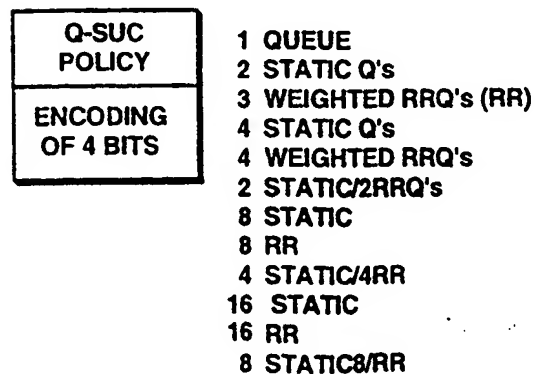 Q-SUC
POLICY
ENCODING
OF 4 BITS
1 QUEUE
2 STATIC Q's
3 WEIGHTED RRQ's (RR)
4 STATIC Q's
4 WEIGHTED RRQ's
2 STATIC/2RRQ's
8 STATIC
8 RR
4 STATIC/4RR
16 STATIC
16 RR
8 STATIC8/RR